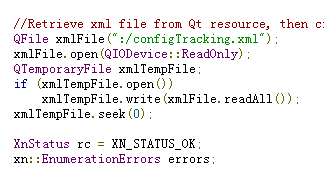 //Retrieve xml file from Qt resource, then
QFile xmlFile(":/configTracking.xml");
xmlFile.open(QIODevice::ReadOnly);
QTemporaryFile xmlTempFile;
if (xmlTempFile.open())
xmlTempFile.write(xmlFile.readAll());
xmlTempFile.seek(0);
XnStatus rc = XN_STATUS_OK;
xn::EnumerationErrors errors;